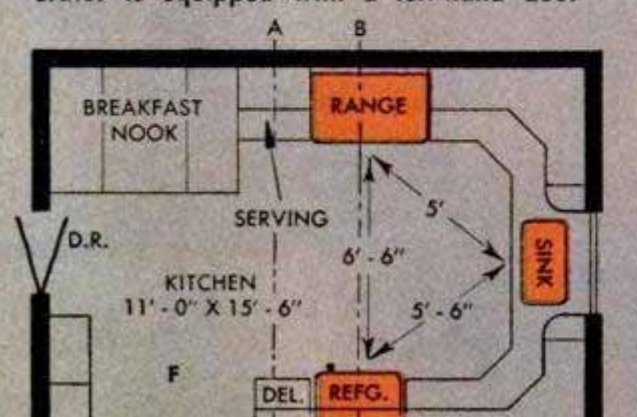 A B
BREAKFAST
NOOK
RANGE
SERVING
5'
D.R.
6' - 6"
SINK
KITCHEN
11' - 0" X 15' - 6"
5' - 6"
F
DEL.
REFG.